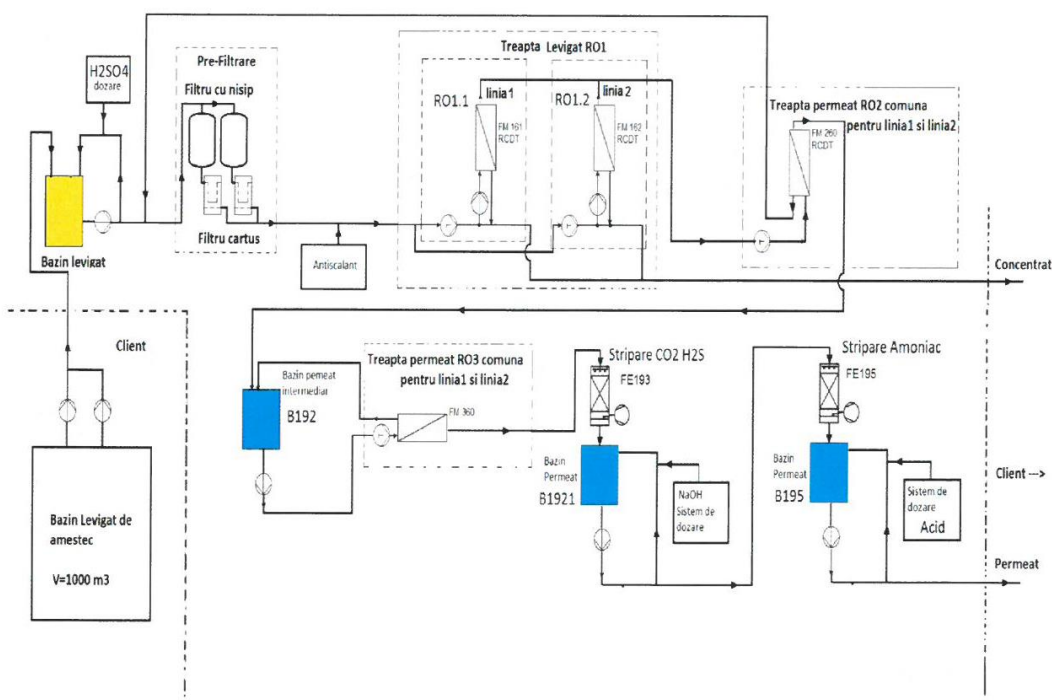 H2SO4
dozare
Pre-Filtrare
Filtru cu nisip
Filtru cartus
Bazin levigat
Antiscalant
Treapta Levigat RO1
RO1.1
linia 1
FM 161
RCDT
RO1.2
linia 2
FM 162
RCDT
Treapta permeat RO2 comuna
pentru linia1 si linia2
FM 260
RCDT
Concentrat
Client
Bazin Levigat de
amestec
V=1000 m3
Bazin pemeat
intermediar
B192
Treapta permeat RO3 comuna
pentru linia1 si linia2
FM 360
Stripare CO2 H2S
FE193
Bazin
Permeat
B1921
NaOH
Sistem de
dozare
Stripare Amoniac
FE195
Bazin
Permeat
B195
Sistem de
dozare
Acid
Client --->
Permeat